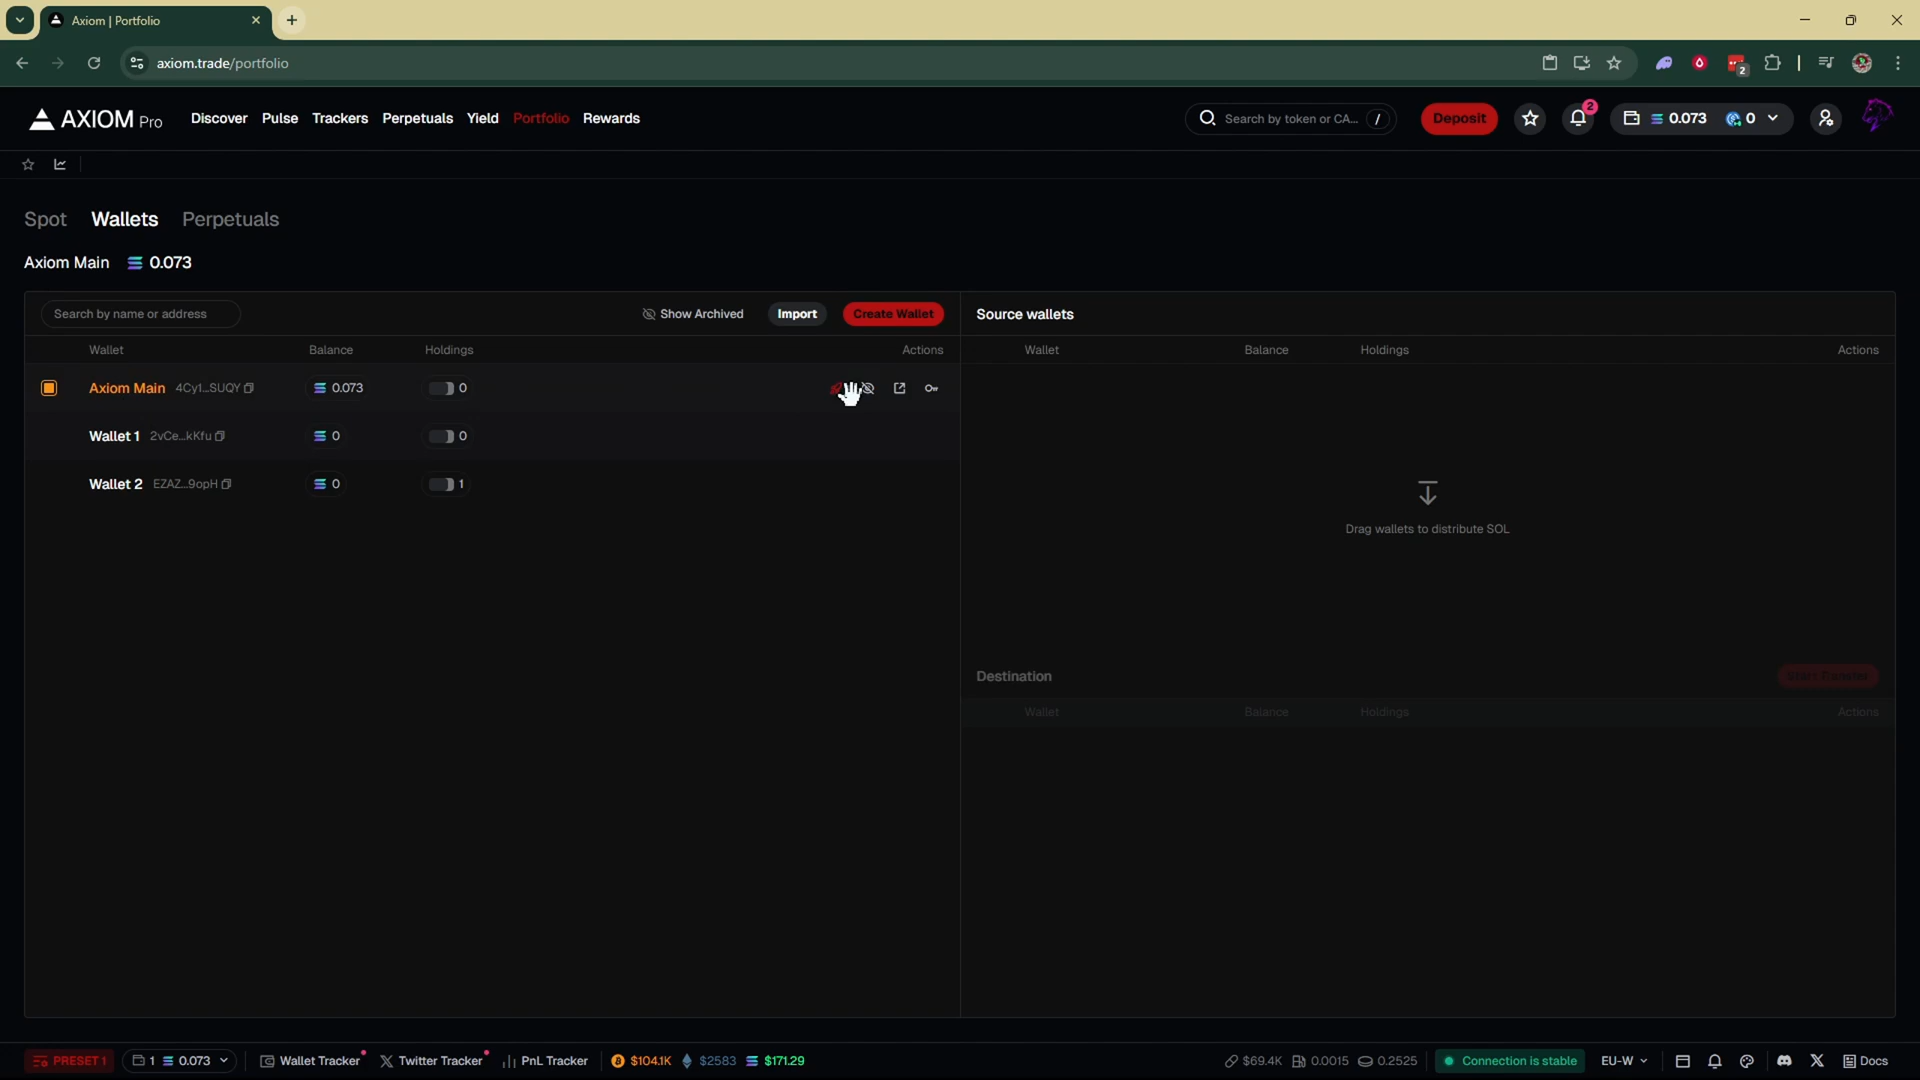 Axiom | Portfolio
axiom.trade/portfolio
2
AXIOM Pro
Discover Pulse Trackers Perpetuals Yield Portfolio Rewards
Search by token or CA... /
Deposit
2
0.073 0
Spot Wallets Perpetuals
Axiom Main 0.073
Search by name or address
Show Archived Import Create Wallet
Source wallets
Wallet Balance Holdings Actions
Wallet Balance Holdings Actions
Axiom Main 4Cy1...SUQY 0.073 0
Wallet 1 2vCe...kKfu 0 0
Wallet 2 EZAZ...9opH 0 1
Drag wallets to distribute SOL
Destination Start Transfer
Wallet Balance Holdings Actions
PRESET 1 1 0.073 Wallet Tracker Twitter Tracker PnL Tracker $104.1K $2583 $171.29 $69.4K 0.0015 0.2525 Connection is stable EU-W Docs